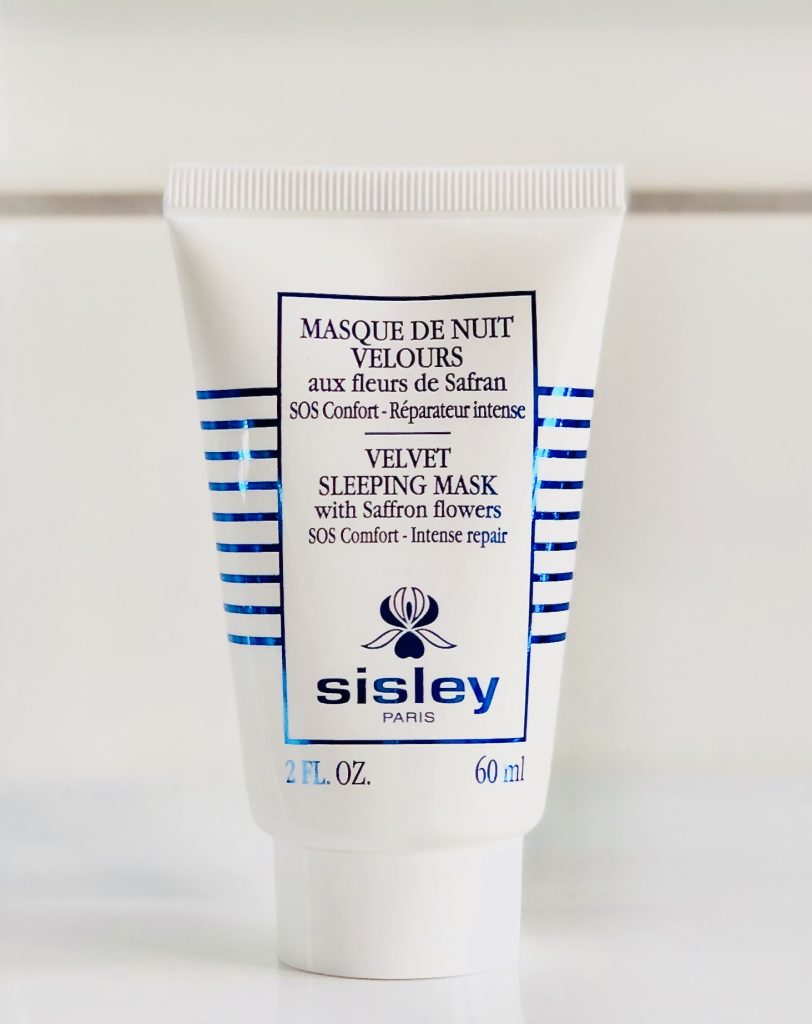 MASQUE DE NUIT
VELOURS
aux fleurs de Safran
SOS Confort - Réparateur intense
VELVET
SLEEPING MASK
with Saffron flowers
SOS Comfort - Intense repair
sisley
PARIS
2 FL. OZ. 60 ml